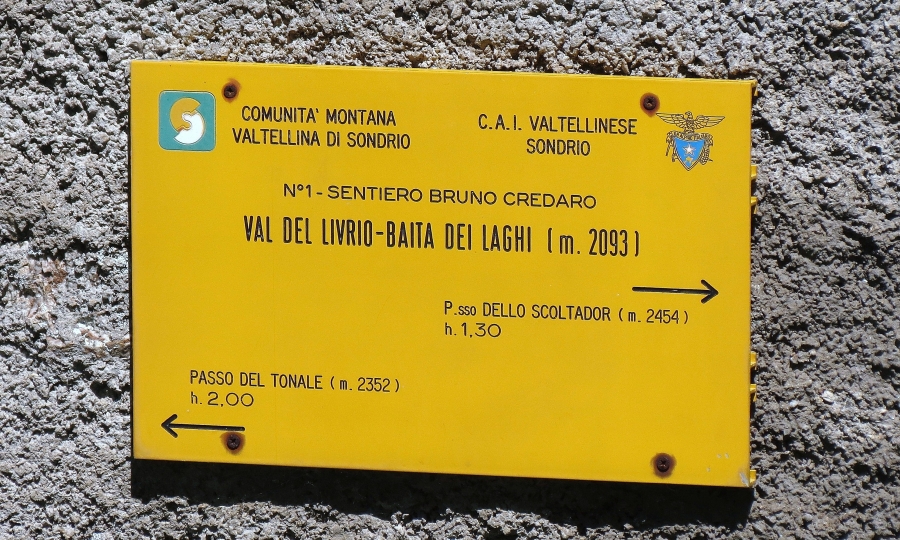 COMUNITA' MONTANA
VALTELLINA DI SONDRIO
C.A.I. VALTELLINESE
SONDRIO
N°1 - SENTIERO BRUNO CREDARO
VAL DEL LIVRIO-BAITA DEI LAGHI (m. 2093)
P.sso DELLO SCOLTADOR (m. 2454)
h. 1,30
PASSO DEL TONALE (m. 2352)
h. 2,00